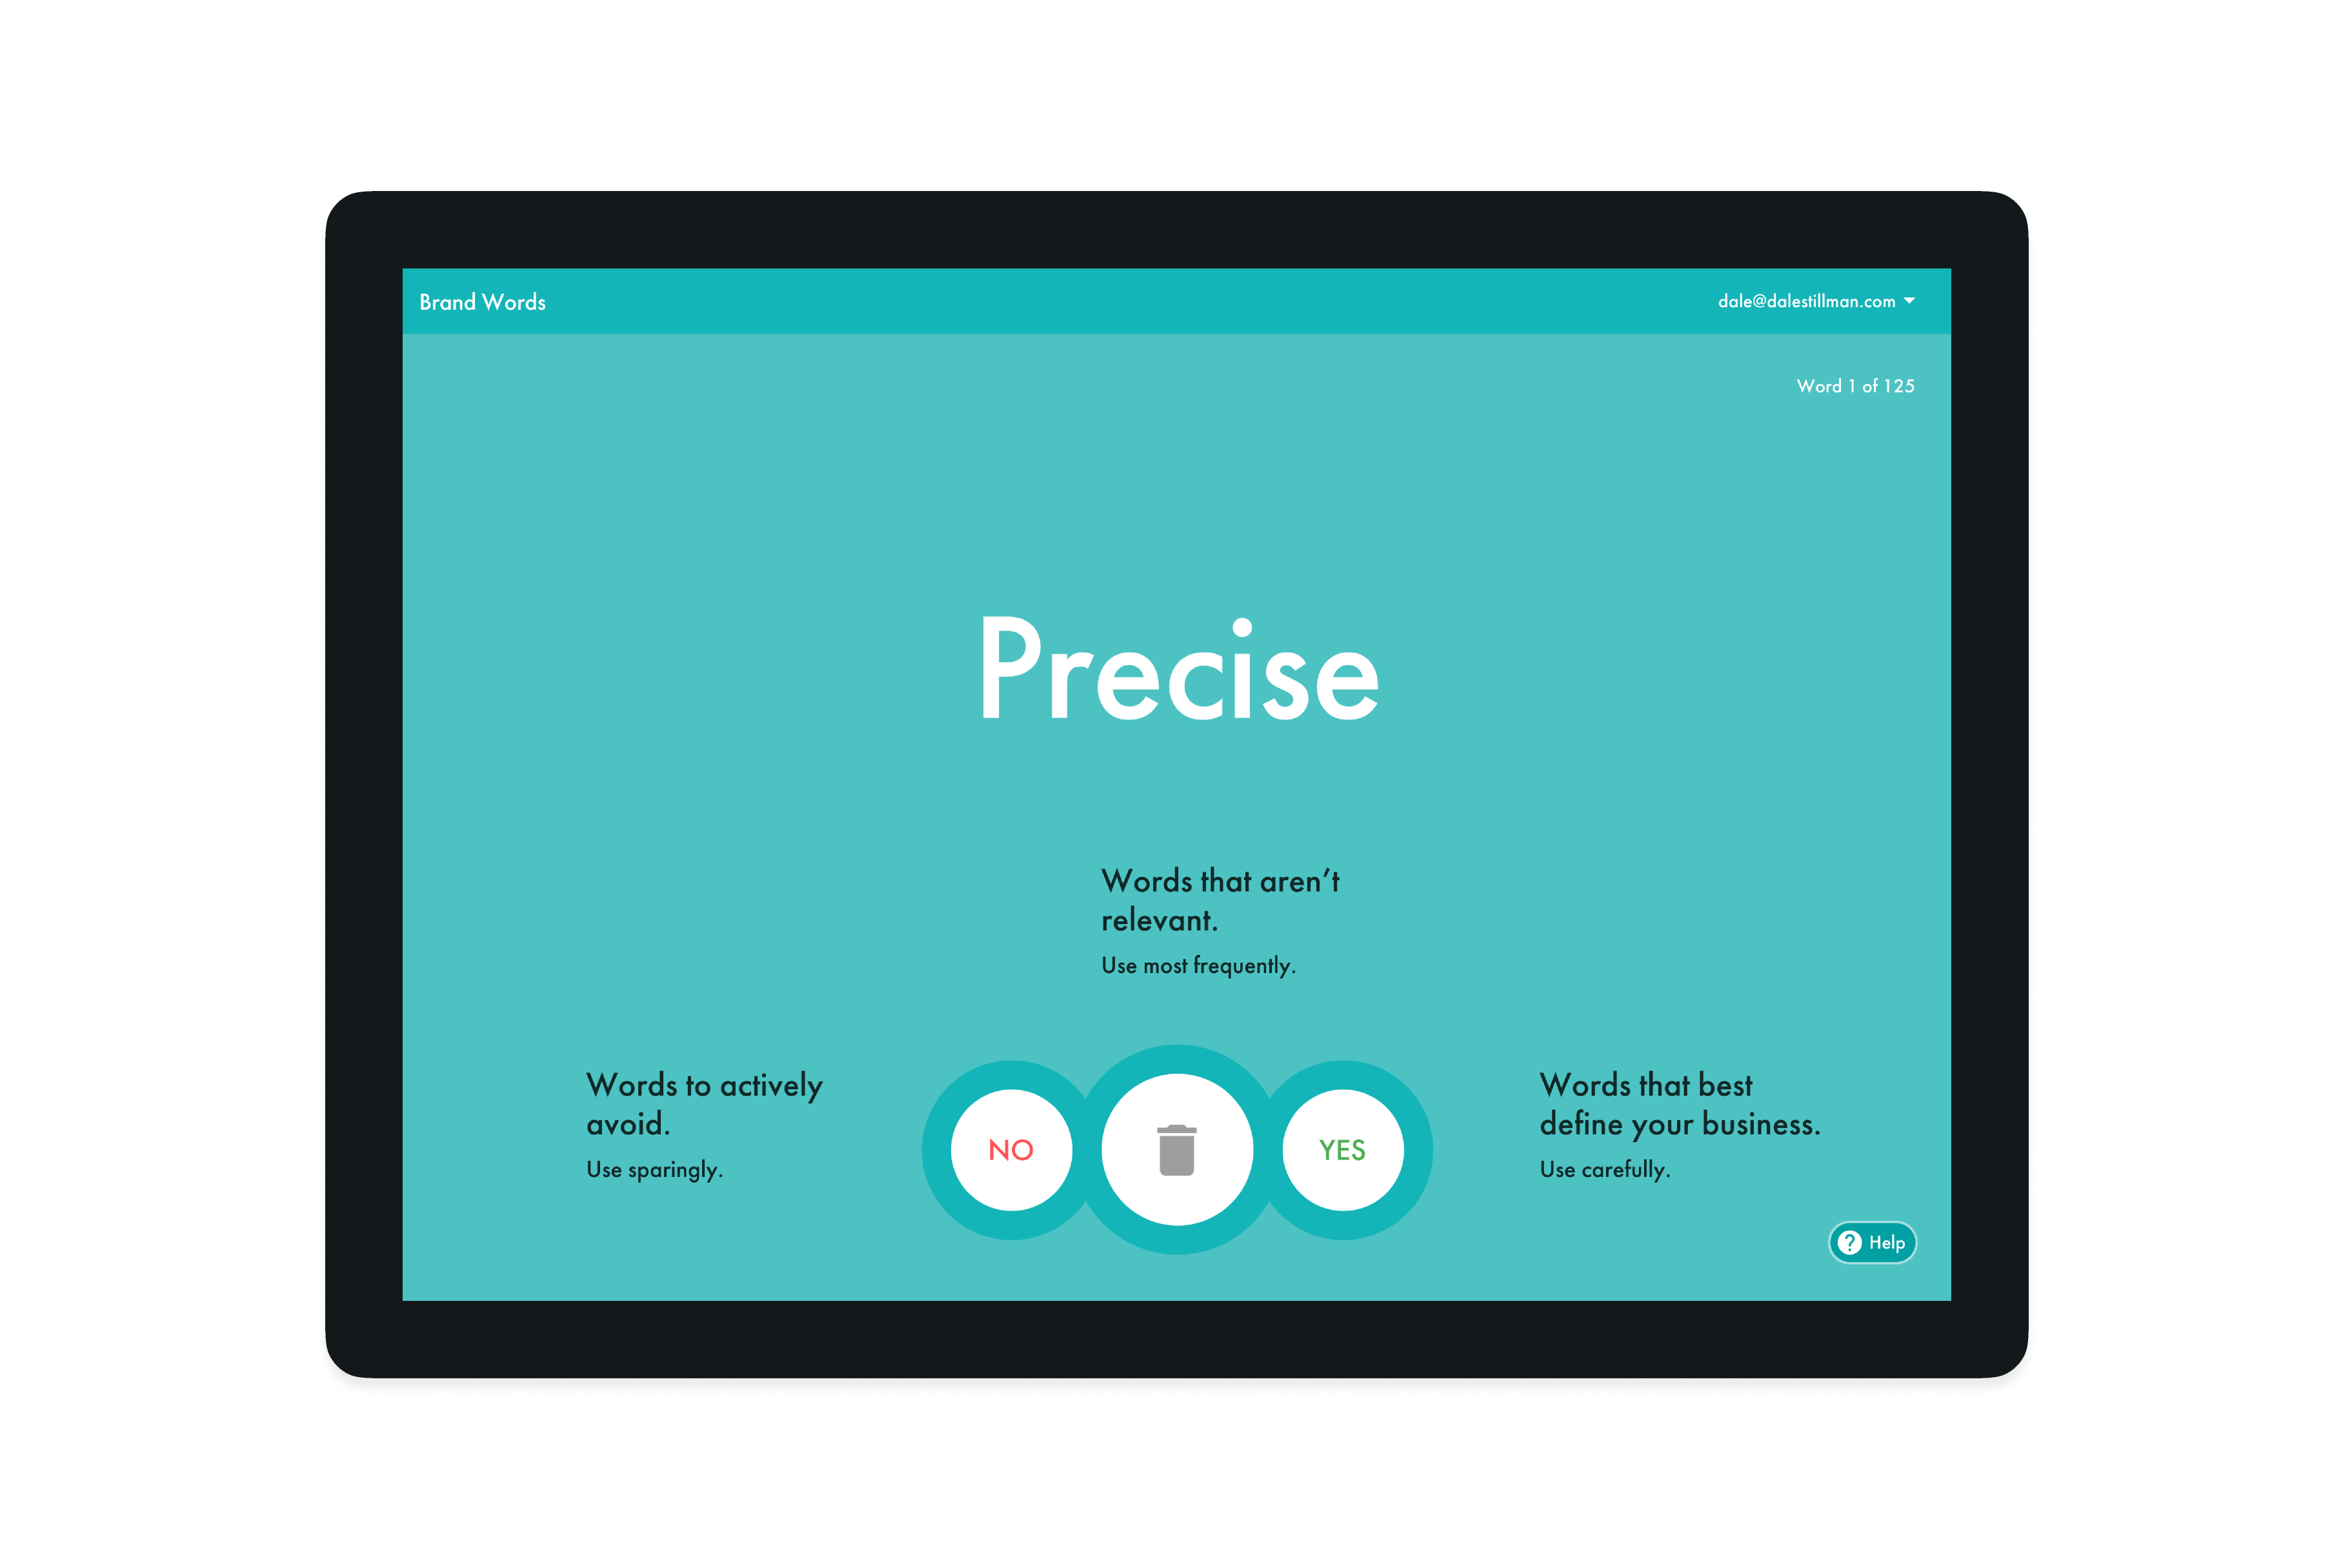 Brand Words
dale@dalestillman.com
Word 1 of 125
Precise
Words that aren’t
relevant.
Use most frequently.
Words to actively
avoid.
Use sparingly.
NO
YES
Words that best
define your business.
Use carefully.
? Help